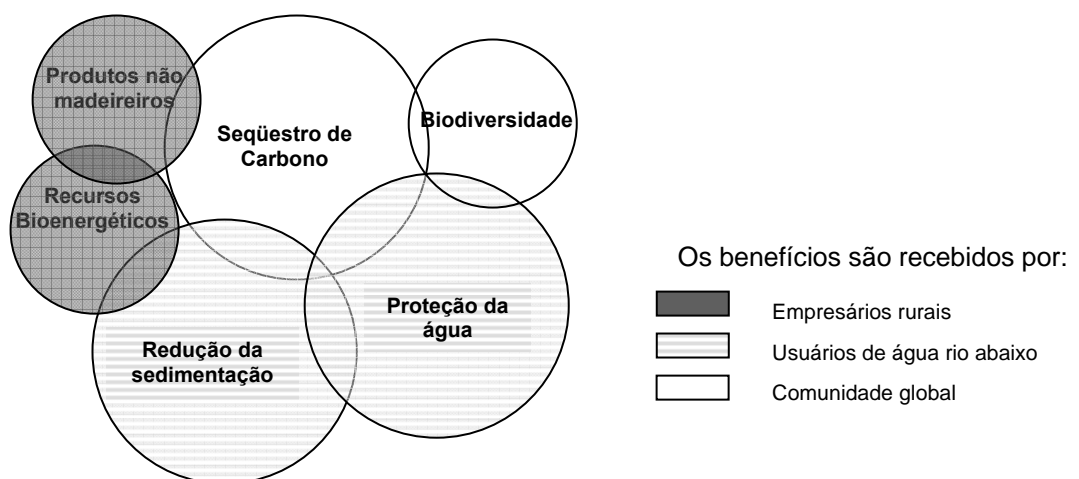 Produtos não
madeireiros
Seqüestro de
Carbono
Biodiversidade
Recursos
Bioenergéticos
Proteção da
água
Redução da
sedimentação
Os benefícios são recebidos por:
Empresários rurais
Usuários de água rio abaixo
Comunidade global